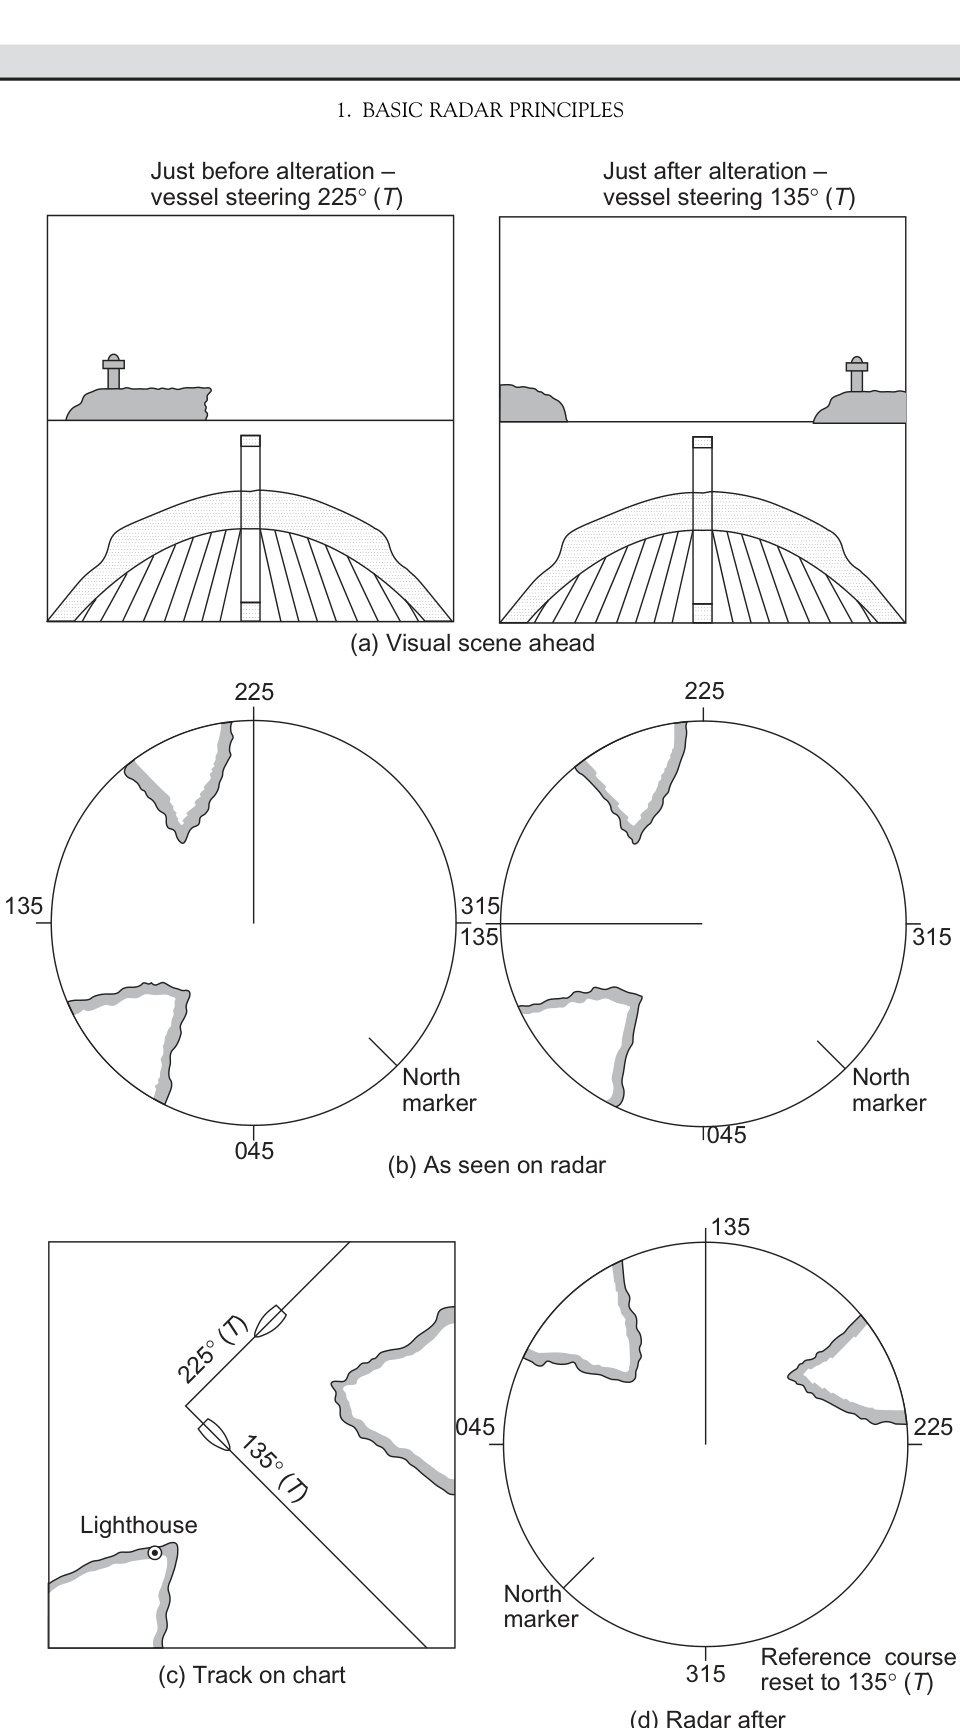 1. BASIC RADAR PRINCIPLES
Just before alteration –
vessel steering 225° (T)
Just after alteration –
vessel steering 135° (T)
(a) Visual scene ahead
225
135
315
North
marker
045
225
135
315
North
marker
045
(b) As seen on radar
225° (T)
135° (T)
Lighthouse
(c) Track on chart
135
045
225
North
marker
315
Reference course
reset to 135° (T)
(d) Radar after